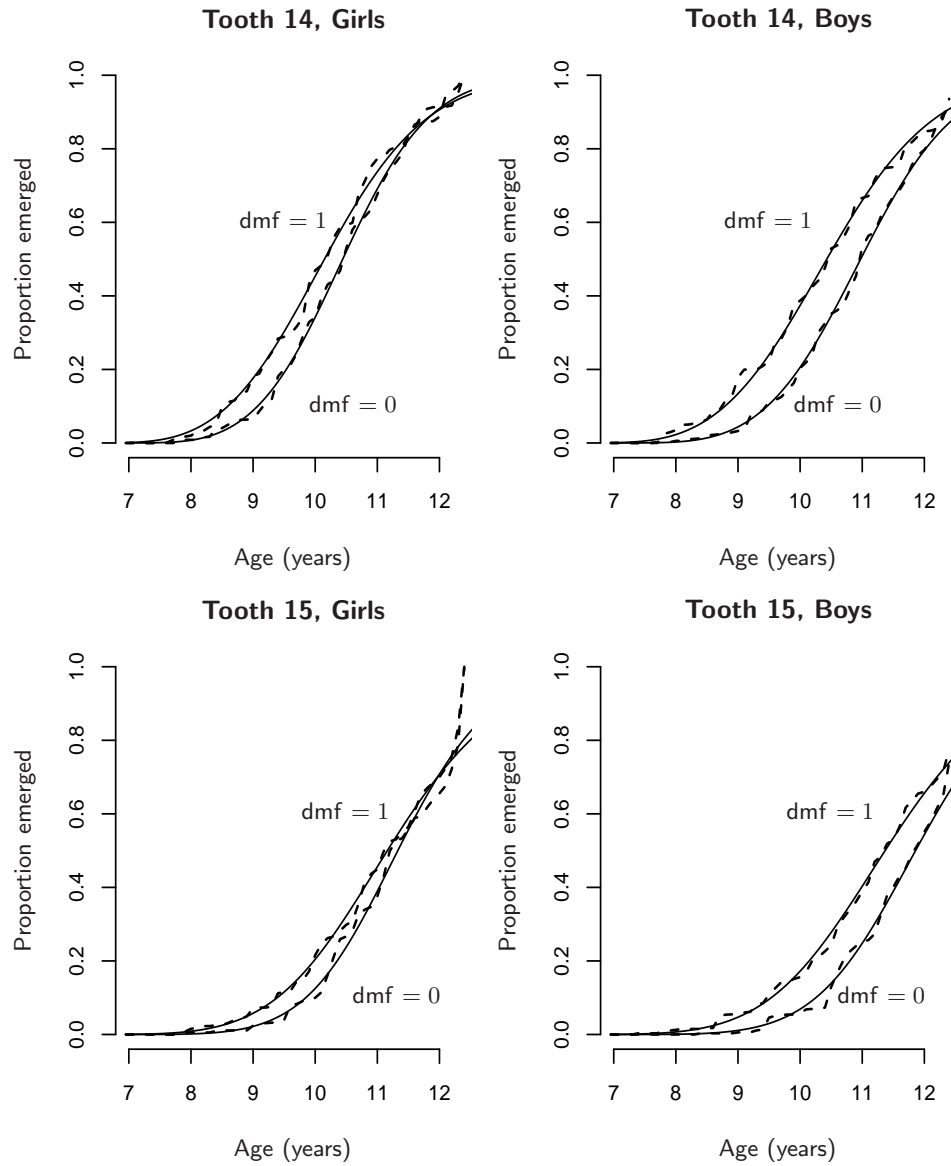 Tooth 14, Girls
Proportion emerged
1.0
0.8
0.6
0.4
0.2
0.0
dmf = 1
dmf = 0
7 8 9 10 11 12
Age (years)
Tooth 14, Boys
Proportion emerged
1.0
0.8
0.6
0.4
0.2
0.0
dmf = 1
dmf = 0
7 8 9 10 11 12
Age (years)
Tooth 15, Girls
Proportion emerged
1.0
0.8
0.6
0.4
0.2
0.0
dmf = 1
dmf = 0
7 8 9 10 11 12
Age (years)
Tooth 15, Boys
Proportion emerged
1.0
0.8
0.6
0.4
0.2
0.0
dmf = 1
dmf = 0
7 8 9 10 11 12
Age (years)